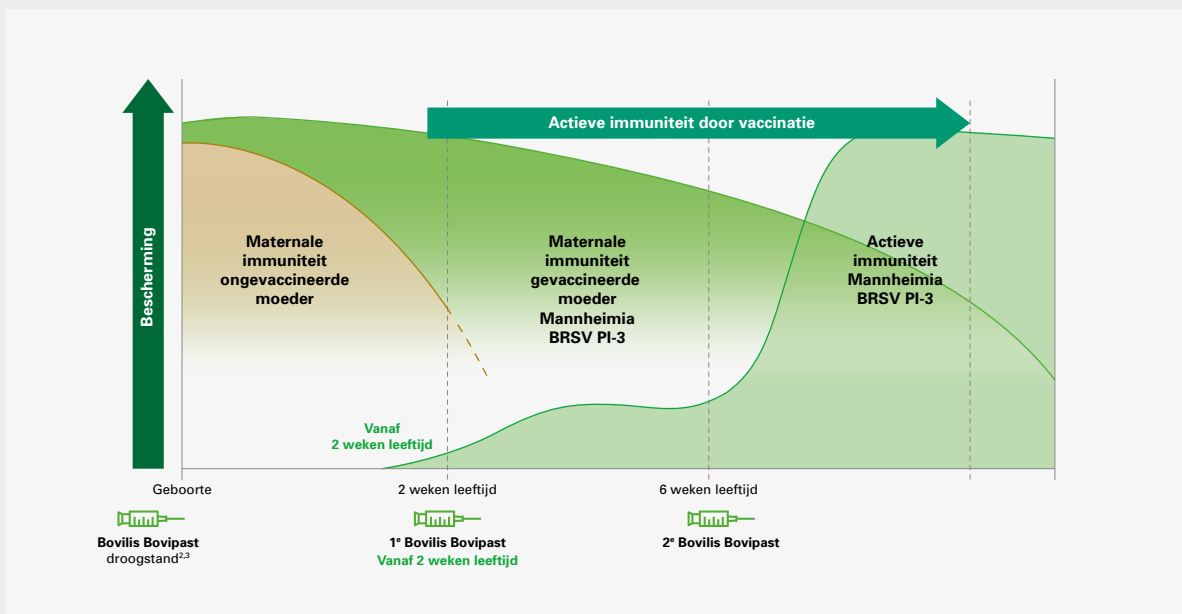 Actieve immuniteit door vaccinatie
Bescherming
Maternale
immuniteit
ongevaccineerde
moeder
Maternale
immuniteit
gevaccineerde
moeder
Mannheimia
BRSV PI-3
Actieve
immuniteit
Mannheimia
BRSV PI-3
Vanaf
2 weken leeftijd
Geboorte
2 weken leeftijd
6 weken leeftijd
Bovilis Bovipast
droogstand²,³
1ᵉ Bovilis Bovipast
Vanaf 2 weken leeftijd
2ᵉ Bovilis Bovipast